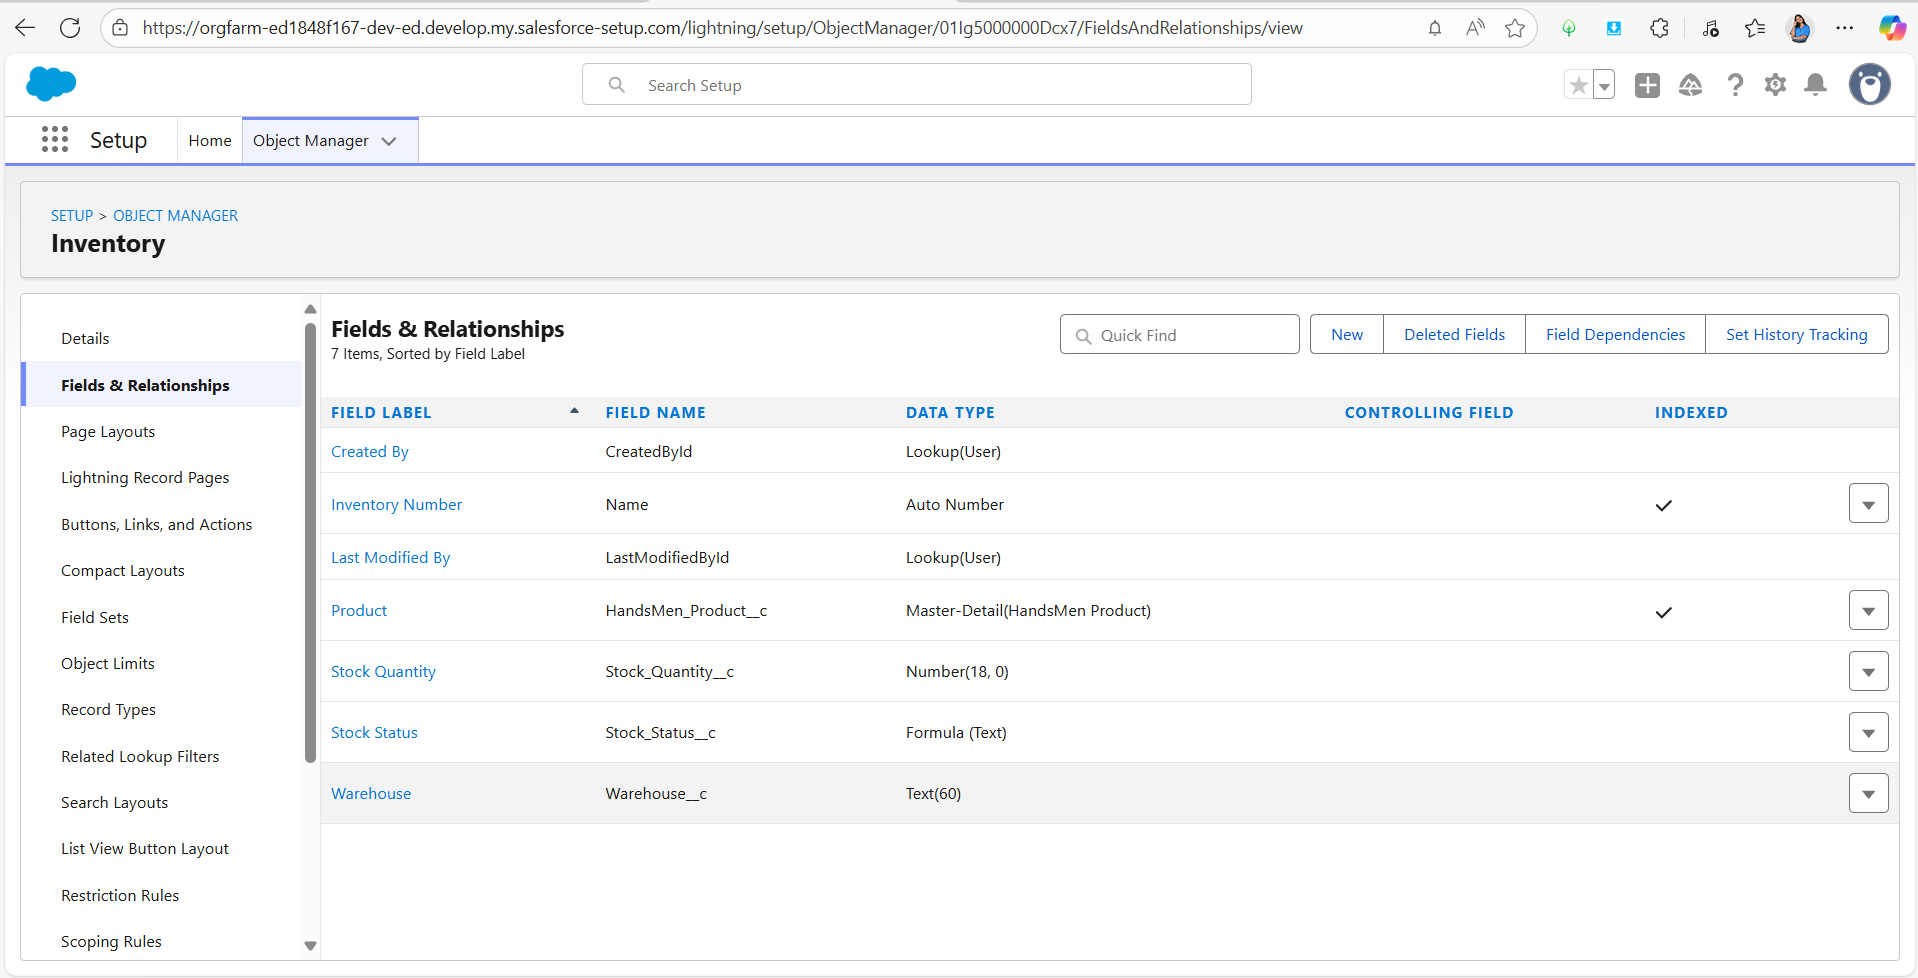 https://orgfarm-ed1848f167-dev-ed.develop.my.salesforce-setup.com/lightning/setup/ObjectManager/01Ig5000000Dcx7/FieldsAndRelationships/view
Search Setup
Setup
Home
Object Manager
SETUP > OBJECT MANAGER
Inventory
Details
Fields & Relationships
Page Layouts
Lightning Record Pages
Buttons, Links, and Actions
Compact Layouts
Field Sets
Object Limits
Record Types
Related Lookup Filters
Search Layouts
List View Button Layout
Restriction Rules
Scoping Rules
Fields & Relationships
7 Items, Sorted by Field Label
Quick Find
New
Deleted Fields
Field Dependencies
Set History Tracking
FIELD LABEL FIELD NAME DATA TYPE CONTROLLING FIELD INDEXED
Created By CreatedById Lookup(User)
Inventory Number Name Auto Number
Last Modified By LastModifiedById Lookup(User)
Product HandsMen_Product__c Master-Detail(HandsMen Product)
Stock Quantity Stock_Quantity__c Number(18, 0)
Stock Status Stock_Status__c Formula (Text)
Warehouse Warehouse__c Text(60)